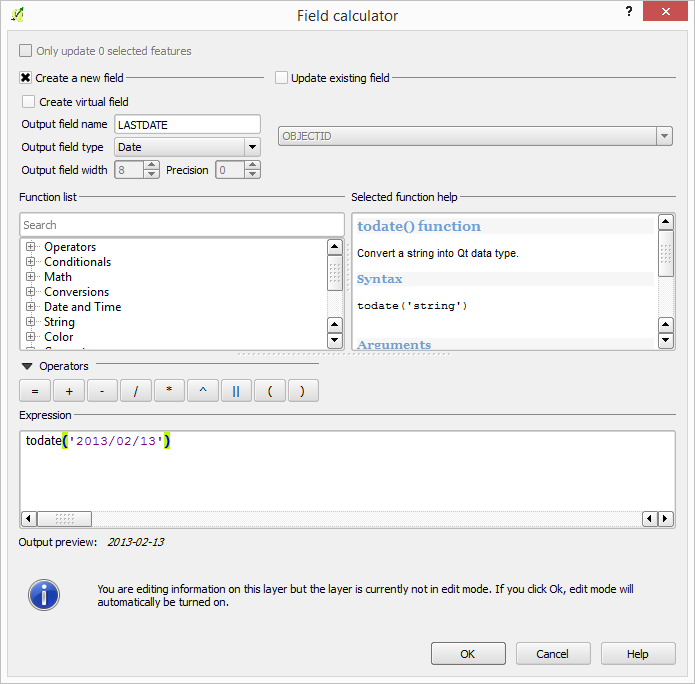 Field calculator
?
Only update 0 selected features
Create a new field
Update existing field
Create virtual field
Output field name LASTDATE
OBJECTID
Output field type Date
Output field width 8 Precision 0
Function list
Selected function help
Search
Operators
Conditionals
Math
Conversions
Date and Time
String
Color
todate() function
Convert a string into Qt data type.
Syntax
todate('string')
Arguments
Operators
= + - / * ^ || ( )
Expression
todate('2013/02/13')
Output preview: 2013-02-13
You are editing information on this layer but the layer is currently not in edit mode. If you click Ok, edit mode will
automatically be turned on.
OK Cancel Help